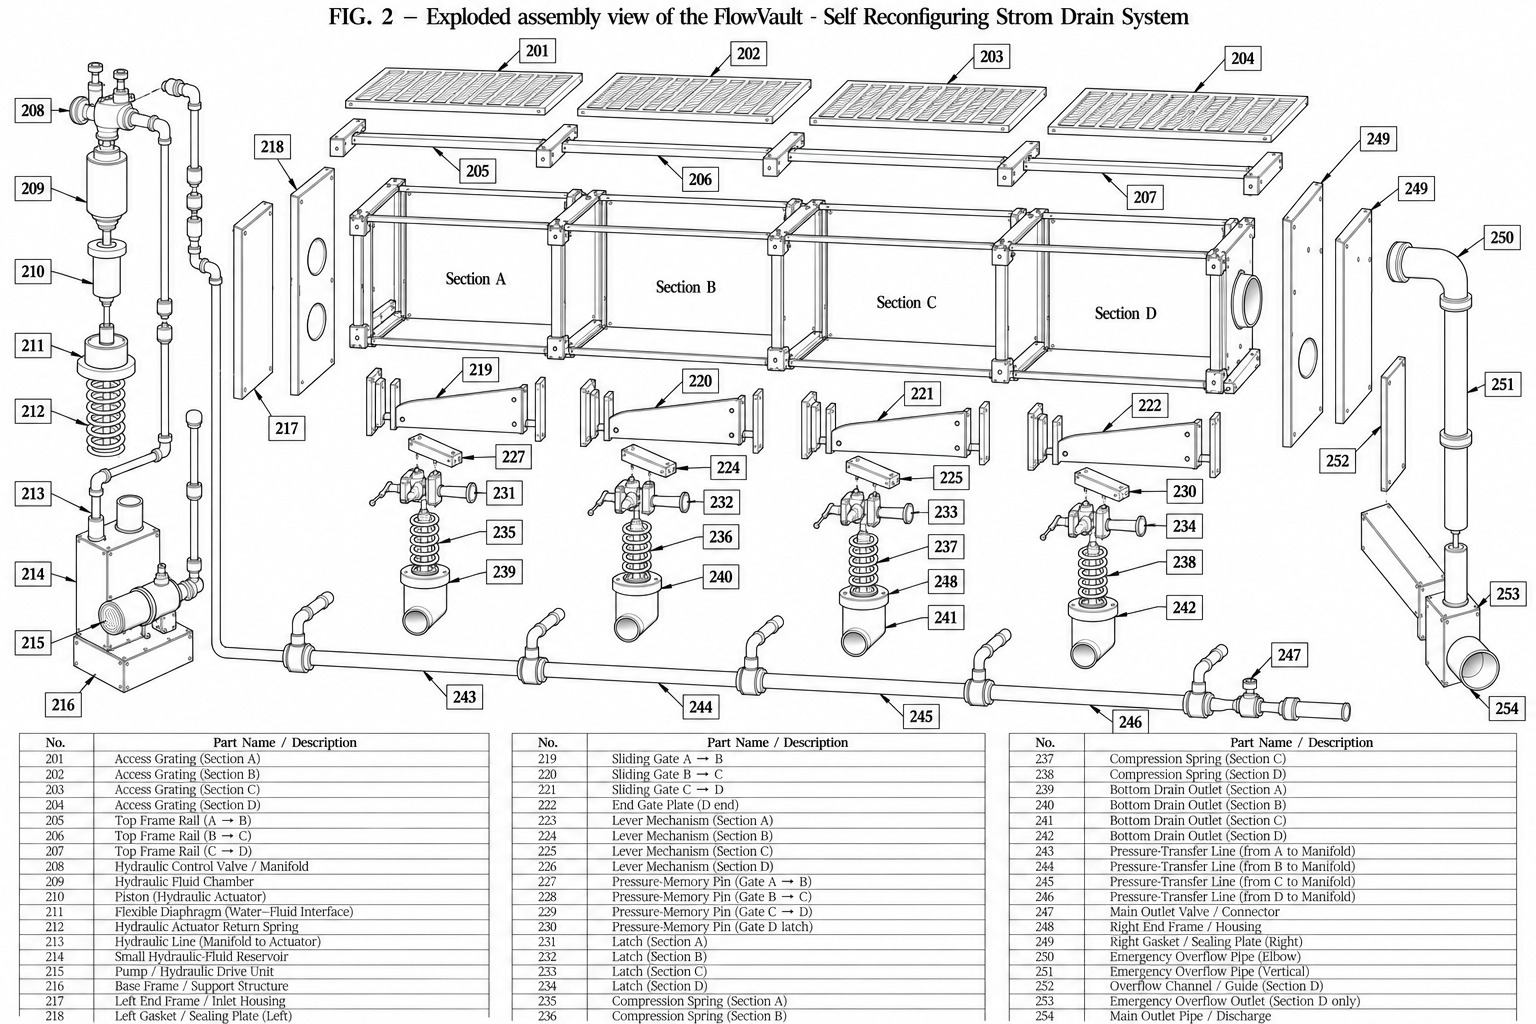 FIG. 2 – Exploded assembly view of the FlowVault - Self Reconfiguring Strom Drain System
201
202
203
204
208
218
249
205
206
207
249
209
250
210
Section A
Section B
Section C
Section D
211
219
220
221
222
251
212
217
227
224
225
230
252
213
231
232
233
234
235
236
237
238
214
239
240
248
253
242
241
215
247
216
243
244
245
246
254
No. Part Name / Description
201 Access Grating (Section A)
202 Access Grating (Section B)
203 Access Grating (Section C)
204 Access Grating (Section D)
205 Top Frame Rail (A → B)
206 Top Frame Rail (B → C)
207 Top Frame Rail (C → D)
208 Hydraulic Control Valve / Manifold
209 Hydraulic Fluid Chamber
210 Piston (Hydraulic Actuator)
211 Flexible Diaphragm (Water–Fluid Interface)
212 Hydraulic Actuator Return Spring
213 Hydraulic Line (Manifold to Actuator)
214 Small Hydraulic-Fluid Reservoir
215 Pump / Hydraulic Drive Unit
216 Base Frame / Support Structure
217 Left End Frame / Inlet Housing
218 Left Gasket / Sealing Plate (Left)
No. Part Name / Description
219 Sliding Gate A → B
220 Sliding Gate B → C
221 Sliding Gate C → D
222 End Gate Plate (D end)
223 Lever Mechanism (Section A)
224 Lever Mechanism (Section B)
225 Lever Mechanism (Section C)
226 Lever Mechanism (Section D)
227 Pressure-Memory Pin (Gate A → B)
228 Pressure-Memory Pin (Gate B → C)
229 Pressure-Memory Pin (Gate C → D)
230 Pressure-Memory Pin (Gate D latch)
231 Latch (Section A)
232 Latch (Section B)
233 Latch (Section C)
234 Latch (Section D)
235 Compression Spring (Section A)
236 Compression Spring (Section B)
No. Part Name / Description
237 Compression Spring (Section C)
238 Compression Spring (Section D)
239 Bottom Drain Outlet (Section A)
240 Bottom Drain Outlet (Section B)
241 Bottom Drain Outlet (Section C)
242 Bottom Drain Outlet (Section D)
243 Pressure-Transfer Line (from A to Manifold)
244 Pressure-Transfer Line (from B to Manifold)
245 Pressure-Transfer Line (from C to Manifold)
246 Pressure-Transfer Line (from D to Manifold)
247 Main Outlet Valve / Connector
248 Right End Frame / Housing
249 Right Gasket / Sealing Plate (Right)
250 Emergency Overflow Pipe (Elbow)
251 Emergency Overflow Pipe (Vertical)
252 Overflow Channel / Guide (Section D)
253 Emergency Overflow Outlet (Section D only)
254 Main Outlet Pipe / Discharge